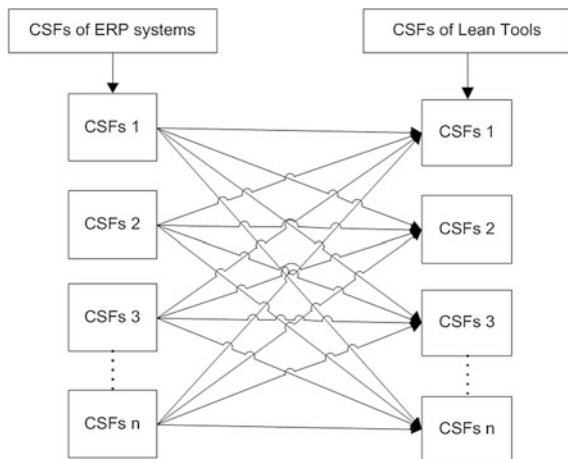 CSFs of ERP systems
CSFs of Lean Tools
CSFs 1
CSFs 1
CSFs 2
CSFs 2
CSFs 3
CSFs 3
CSFs n
CSFs n